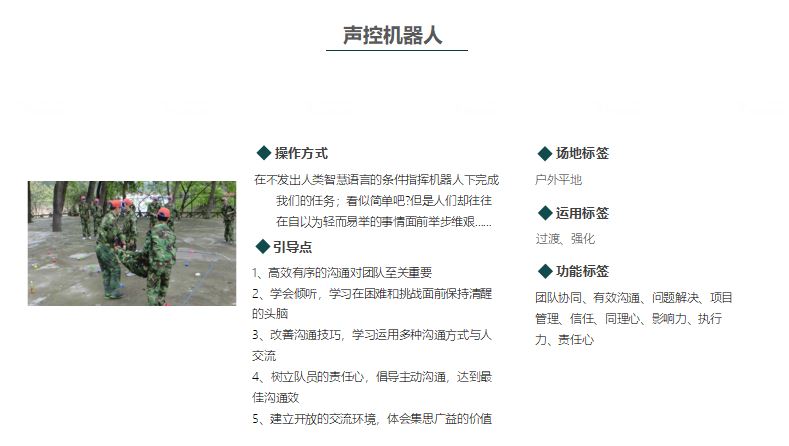 声控机器人
操作方式
在不发出人类智慧语言的条件指挥机器人下完成
我们的任务；看似简单吧?但是人们却往往
在自以为轻而易举的事情面前举步维艰......
引导点
1、高效有序的沟通对团队至关重要
2、学会倾听，学习在困难和挑战面前保持清醒
的头脑
3、改善沟通技巧，学习运用多种沟通方式与人
交流
4、树立队员的责任心，倡导主动沟通，达到最
佳沟通效
5、建立开放的交流环境，体会集思广益的价值
场地标签
户外平地
运用标签
过渡、强化
功能标签
团队协同、有效沟通、问题解决、项目
管理、信任、同理心、影响力、执行
力、责任心